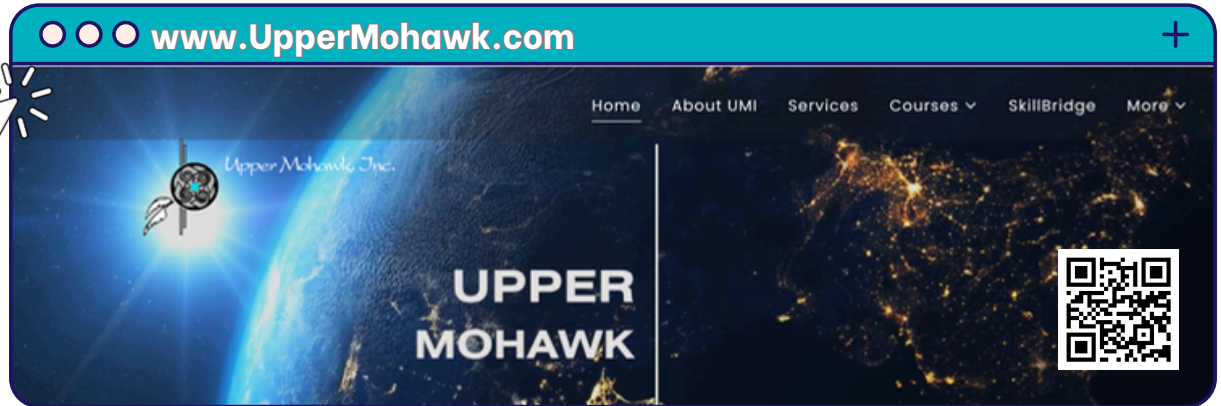 www.UpperMohawk.com
Home About UMI Services Courses SkillBridge More
Upper Mohawk, Inc.
UPPER
MOHAWK